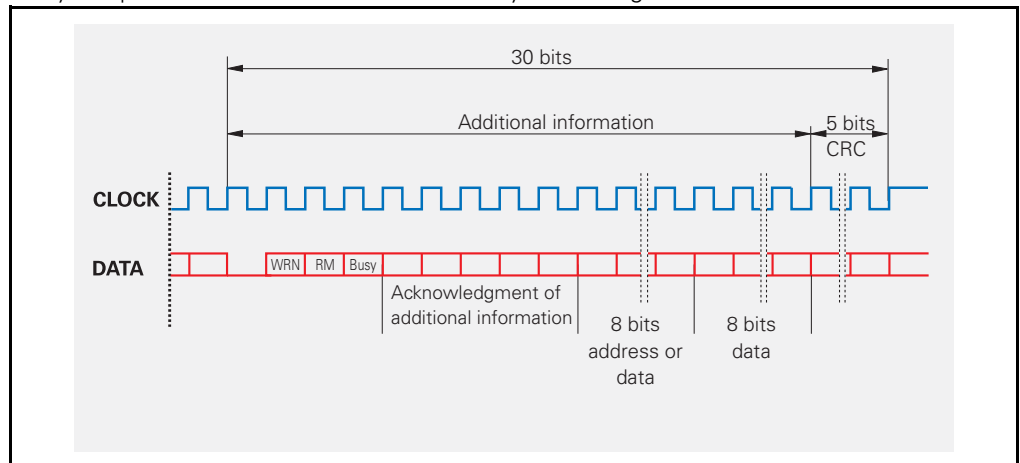 30 bits
Additional information
5 bits
CRC
CLOCK
DATA
WRN
RM
Busy
Acknowledgment of
additional information
8 bits
address or
data
8 bits
data